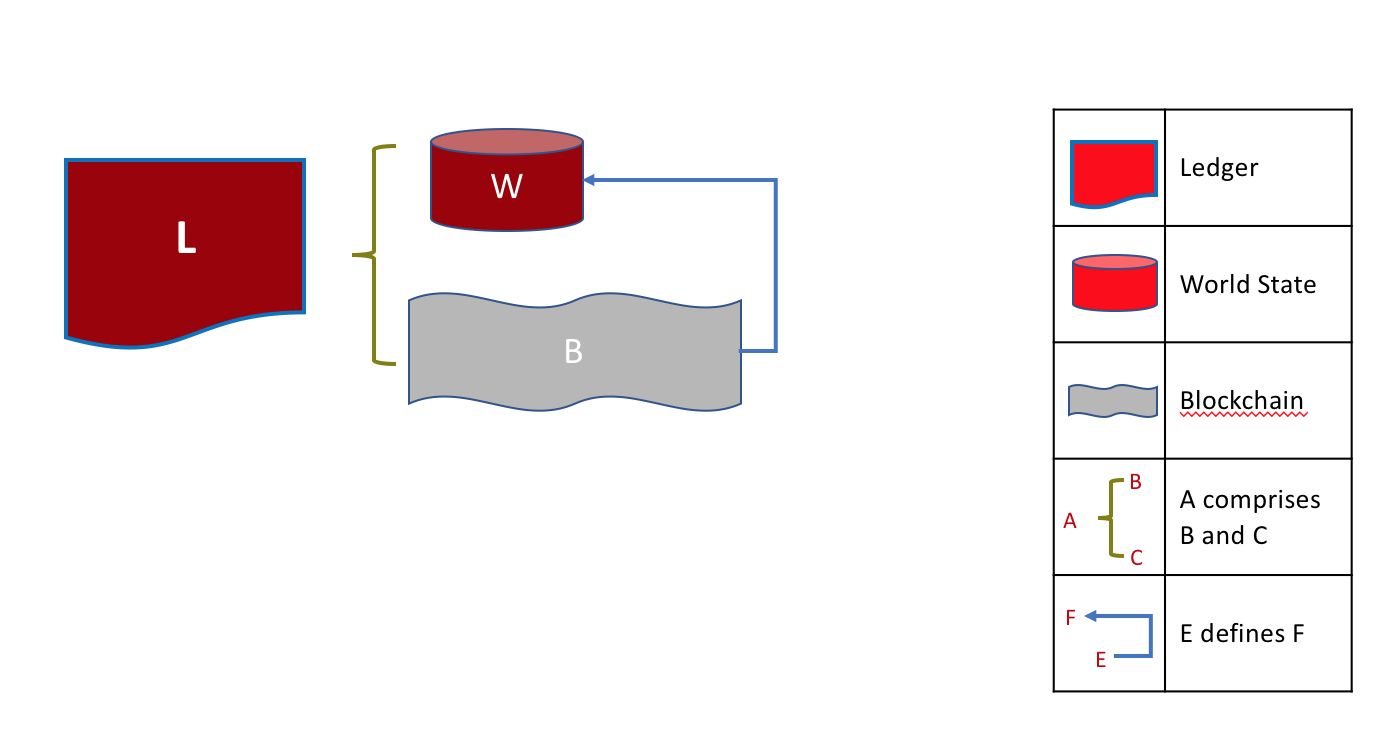 L
W
B
Ledger
World State
Blockchain
A
B
C
A comprises
B and C
F
E
E defines F